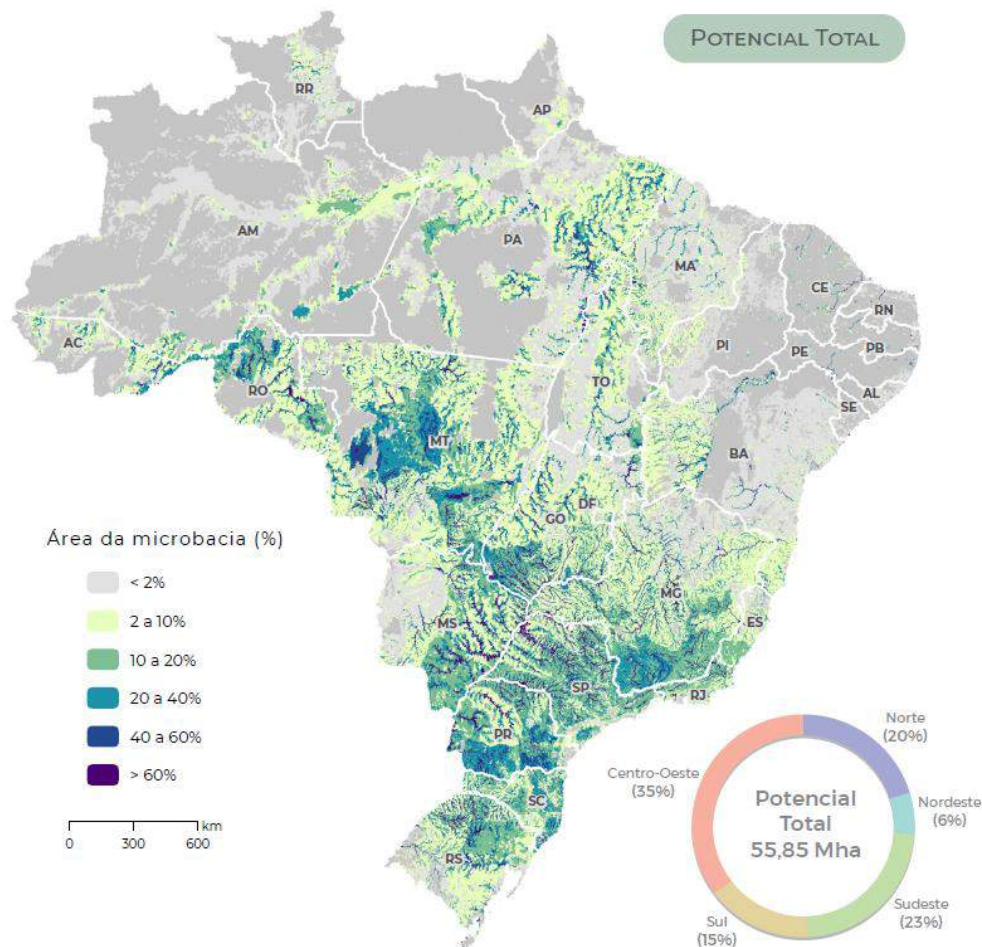 POTENCIAL TOTAL
RR
AP
AM
PA
MA
CE
RN
PB
PI
PE
AL
SE
AC
RO
TO
BA
MT
GO
DF
MG
ES
MS
SP
RJ
PR
SC
RS
Área da microbacia (%)
< 2%
2 a 10%
10 a 20%
20 a 40%
40 a 60%
> 60%
km
0 300 600
Norte
(20%)
Centro-Oeste
(35%)
Nordeste
(6%)
Potencial
Total
55,85 Mha
Sudeste
(23%)
Sul
(15%)